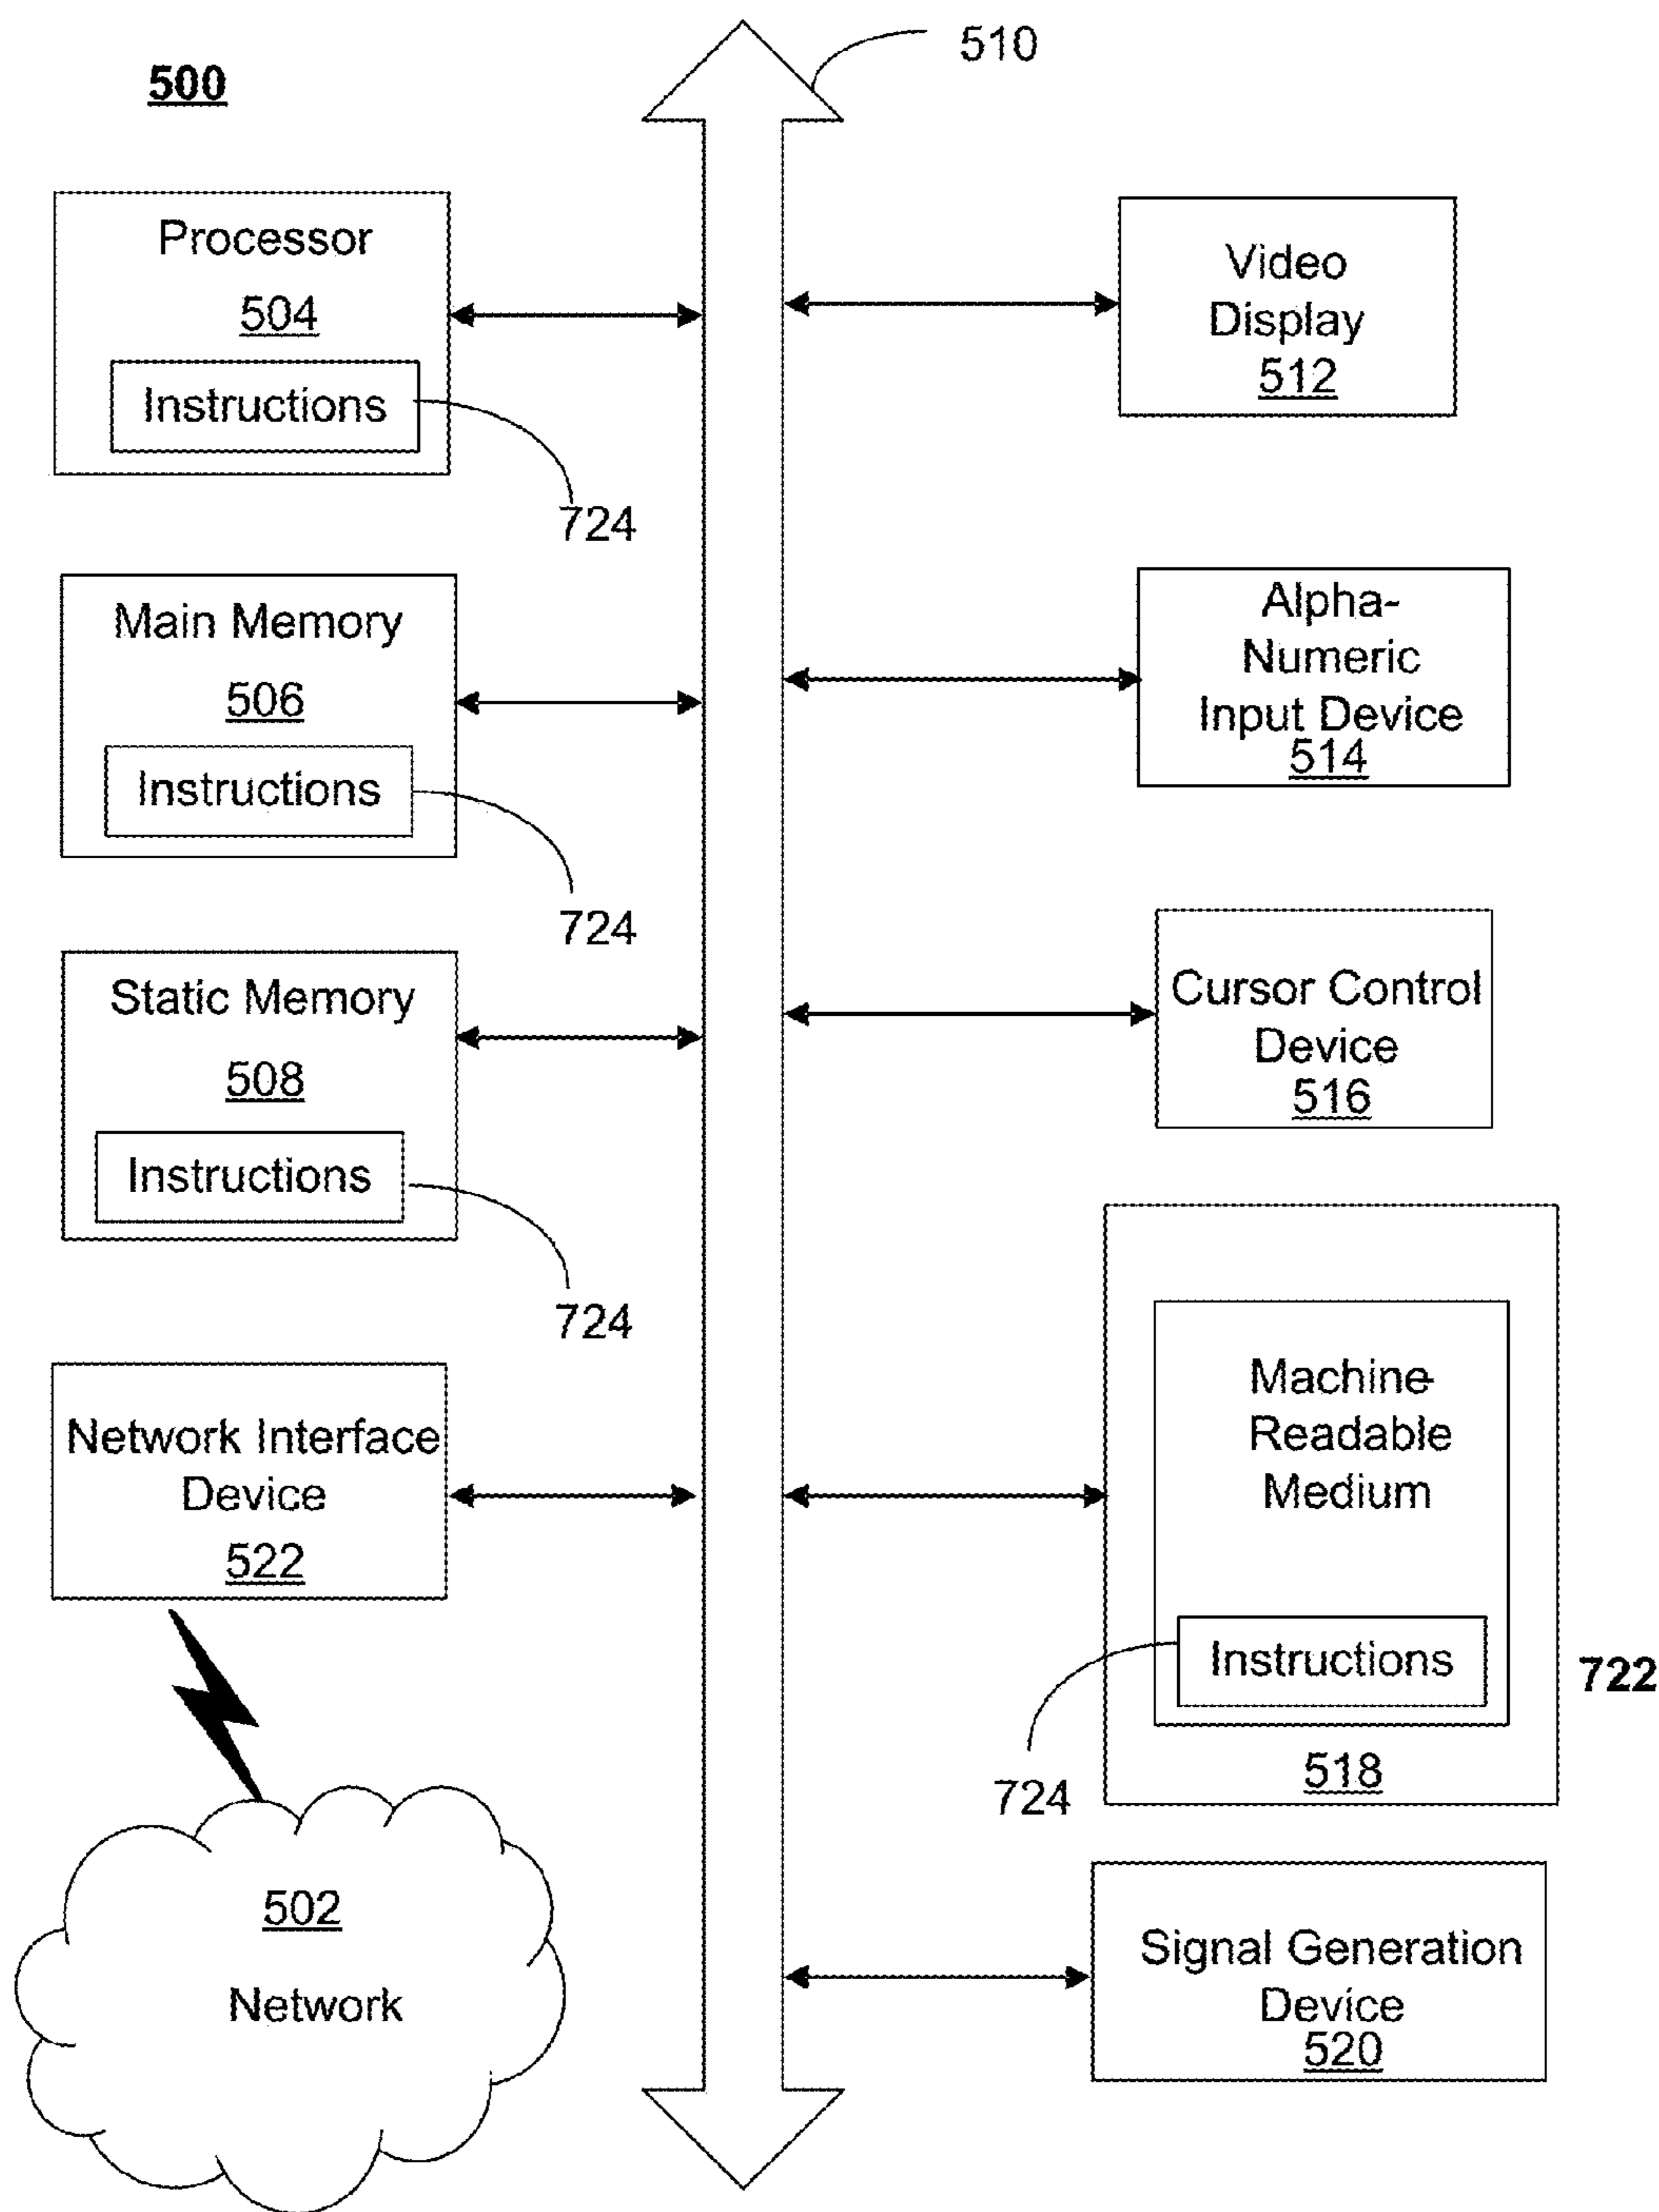 510
500
Processor
504
Instructions
724
Main Memory
506
Instructions
724
Static Memory
508
Instructions
724
Network Interface
Device
522
502
Network
Video
Display
512
Alpha-
Numeric
Input Device
514
Cursor Control
Device
516
Machine-
Readable
Medium
Instructions
722
724
518
Signal Generation
Device
520